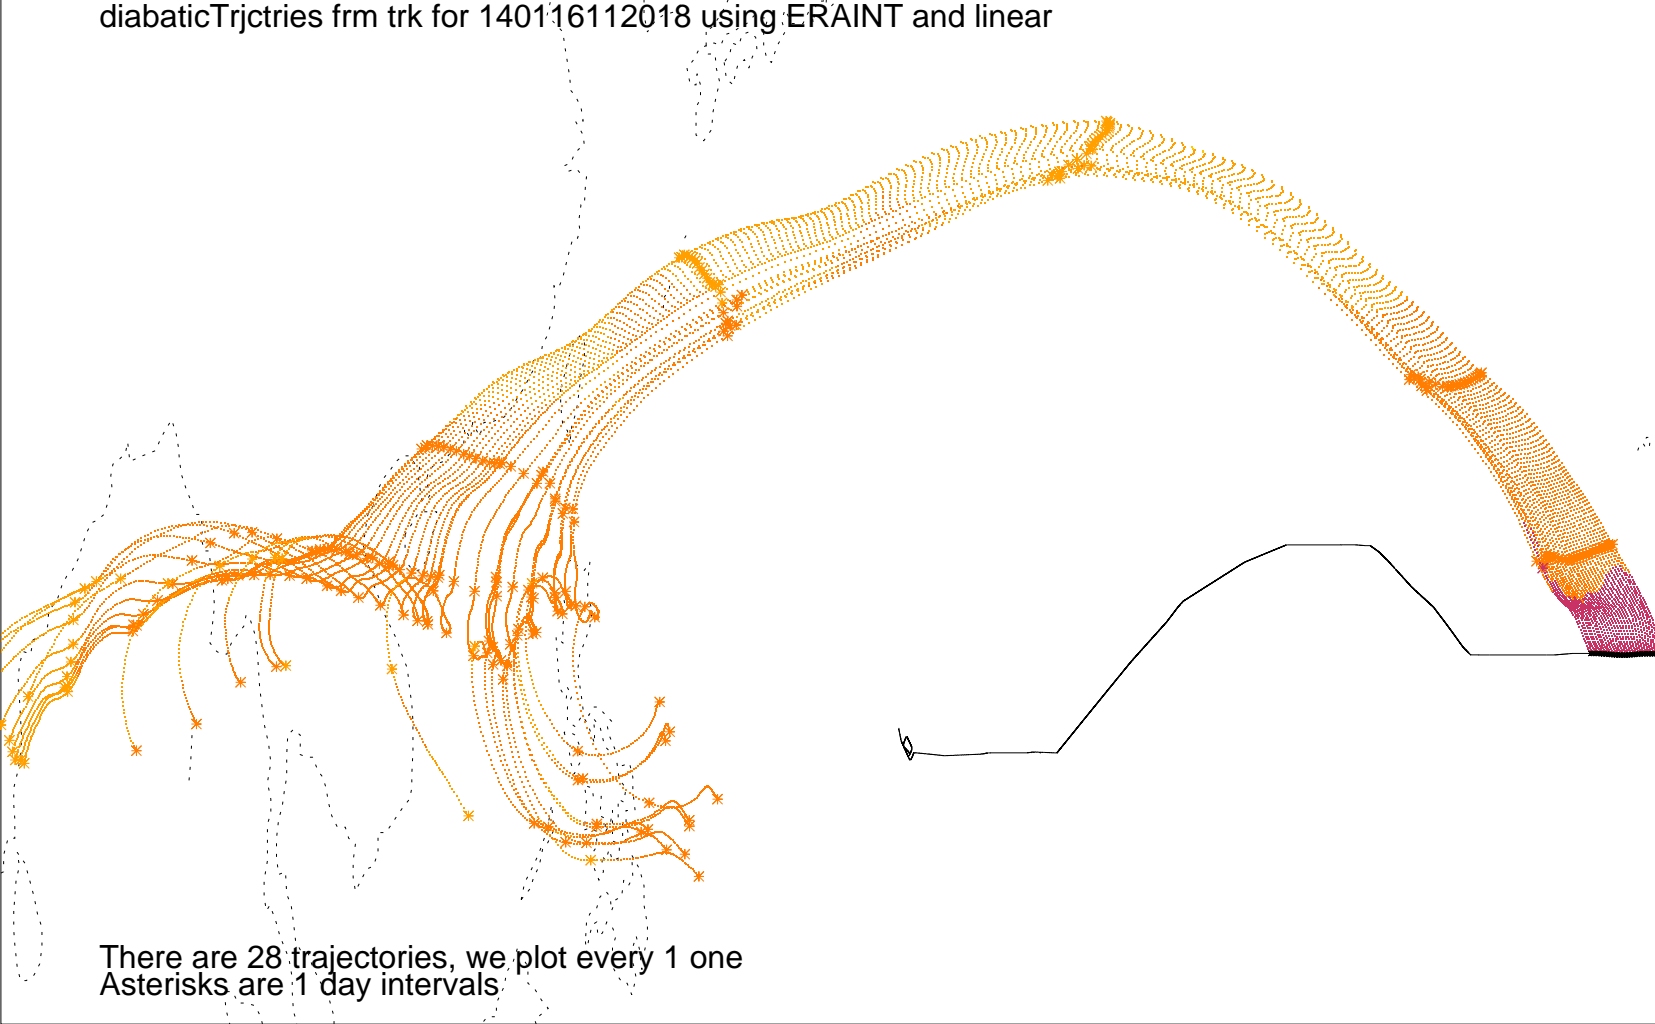 diabaticTrjctries frm trk for 140116112018 using ERAINT and linear
There are 28 trajectories, we plot every 1 one
Asterisks are 1 day intervals